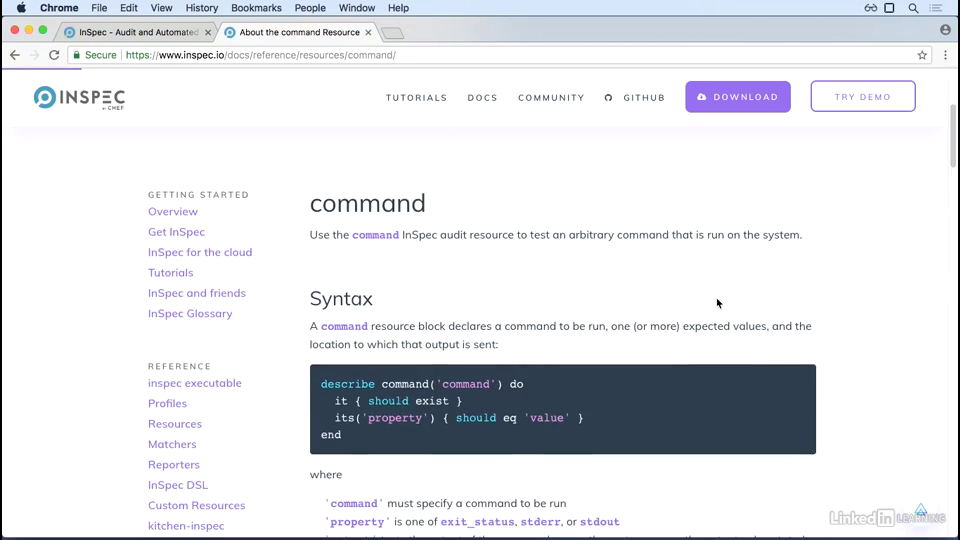 Chrome File Edit View History Bookmarks People Window Help
InSpec - Audit and Automated
About the command Resource
Secure https://www.inspec.io/docs/reference/resources/command/
INSPEC
BY CHEF
TUTORIALS DOCS COMMUNITY GITHUB DOWNLOAD TRY DEMO
GETTING STARTED
Overview
Get InSpec
InSpec for the cloud
Tutorials
InSpec and friends
InSpec Glossary
REFERENCE
inspec executable
Profiles
Resources
Matchers
Reporters
InSpec DSL
Custom Resources
kitchen-inspec
command
Use the command InSpec audit resource to test an arbitrary command that is run on the system.
Syntax
A command resource block declares a command to be run, one (or more) expected values, and the
location to which that output is sent:
describe command('command') do
it { should exist }
its('property') { should eq 'value' }
end
where
'command' must specify a command to be run
'property' is one of exit_status, stderr, or stdout
LinkedIn LEARNING